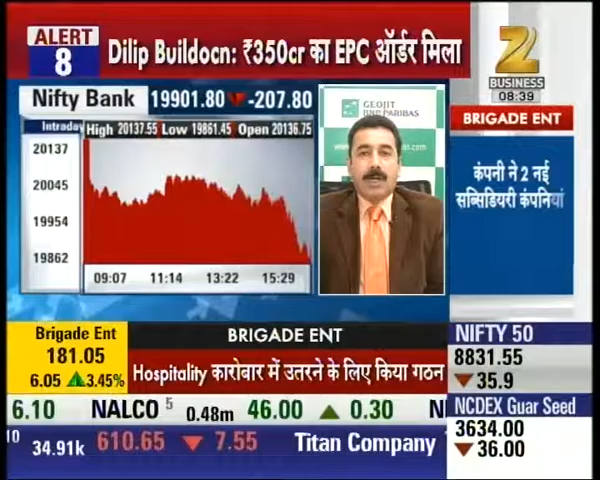 ALERT
8
Dilip Buildocn: ₹350cr का EPC ऑर्डर मिला
Z
BUSINESS
08:39
Nifty Bank 19901.80 -207.80
Intraday High 20137.55 Low 19861.45 Open 20136.75
20137
20045
19954
19862
09:07 11:14 13:22 15:29
GEOJIT
BNP PARIBAS
BRIGADE ENT
कंपनी ने 2 नई
सब्सिडियरी कंपनियां
Brigade Ent
181.05
6.05 3.45%
BRIGADE ENT
Hospitality कारोबार में उतरने के लिए किया गठन
NIFTY 50
8831.55
35.9
6.10 NALCO 5 0.48m 46.00 0.30
NCDEX Guar Seed
3634.00
36.00
10 34.91k 610.65 7.55 Titan Company